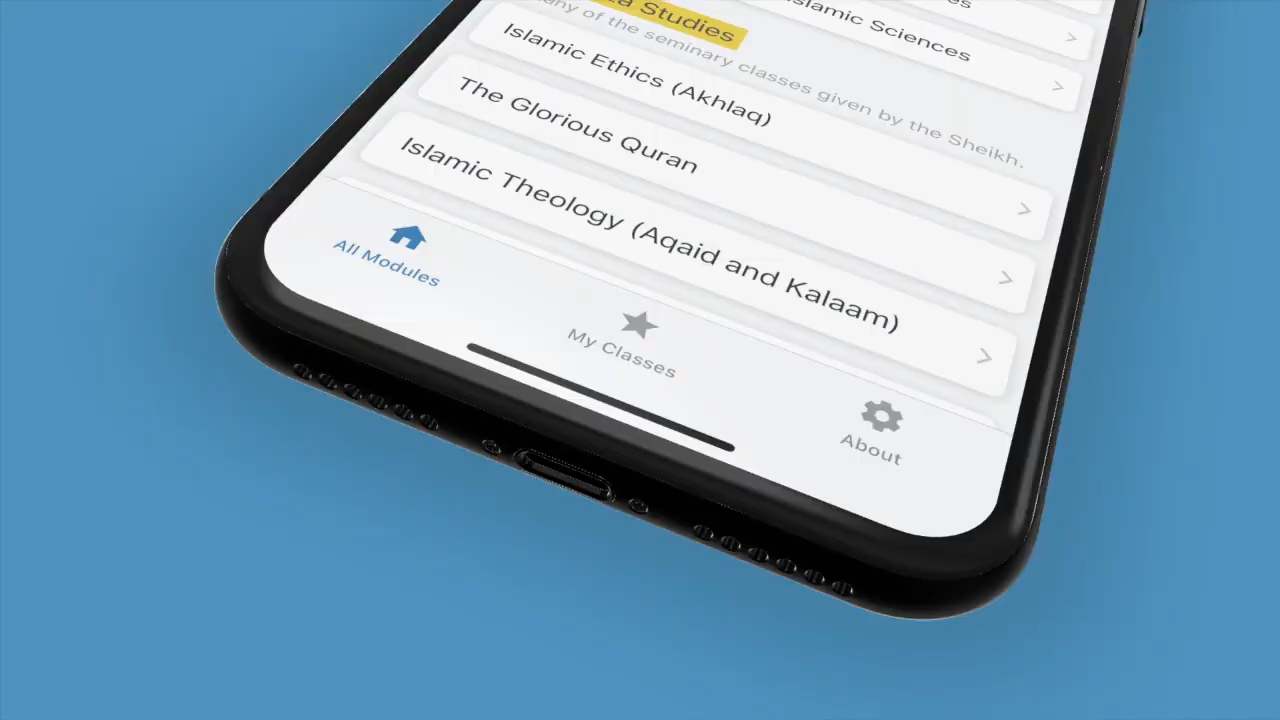 Islamic Sciences
Studies
any of the seminary classes given by the Sheikh.
Islamic Ethics (Akhlaq)
The Glorious Quran
Islamic Theology (Aqaid and Kalaam)
All Modules
My Classes
About